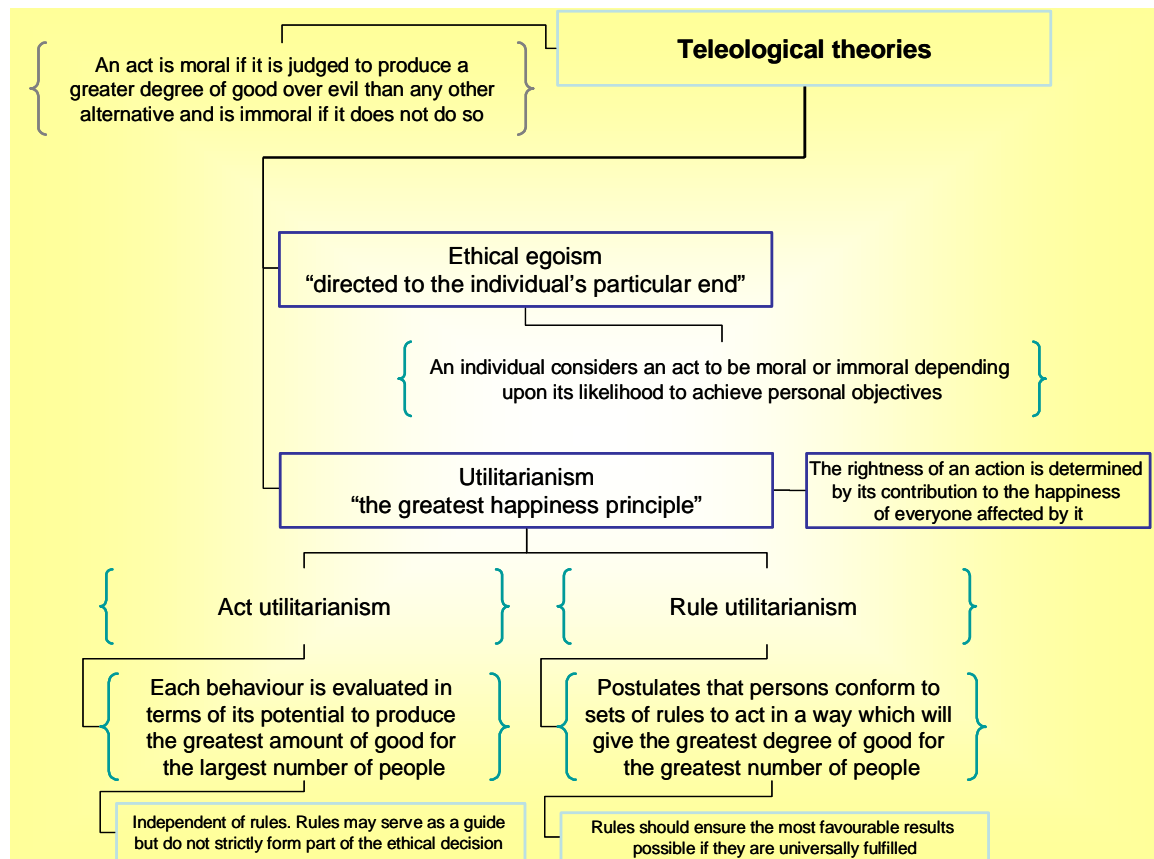 Teleological theories
An act is moral if it is judged to produce a
greater degree of good over evil than any other
alternative and is immoral if it does not do so
Ethical egoism
“directed to the individual’s particular end”
An individual considers an act to be moral or immoral depending
upon its likelihood to achieve personal objectives
Utilitarianism
“the greatest happiness principle”
The rightness of an action is determined
by its contribution to the happiness
of everyone affected by it
Act utilitarianism
Rule utilitarianism
Each behaviour is evaluated in
terms of its potential to produce
the greatest amount of good for
the largest number of people
Postulates that persons conform to
sets of rules to act in a way which will
give the greatest degree of good for
the greatest number of people
Independent of rules. Rules may serve as a guide
but do not strictly form part of the ethical decision
Rules should ensure the most favourable results
possible if they are universally fulfilled